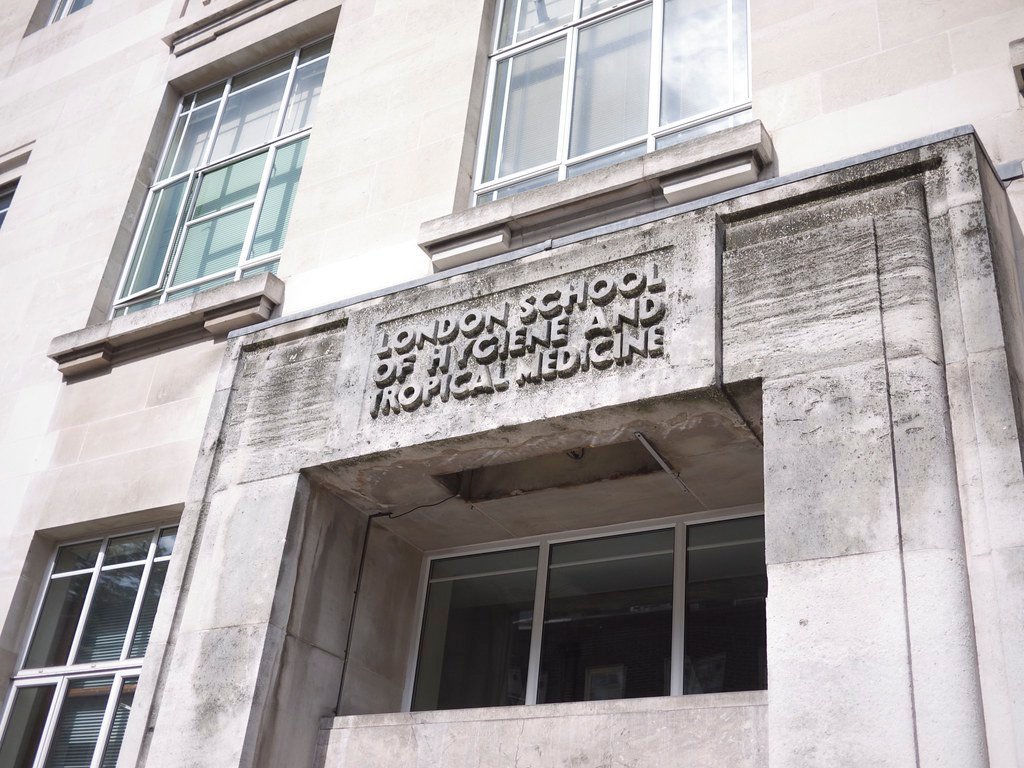 LONDON SCHOOL
OF HYGIENE AND
TROPICAL MEDICINE